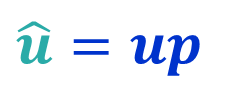 û = up